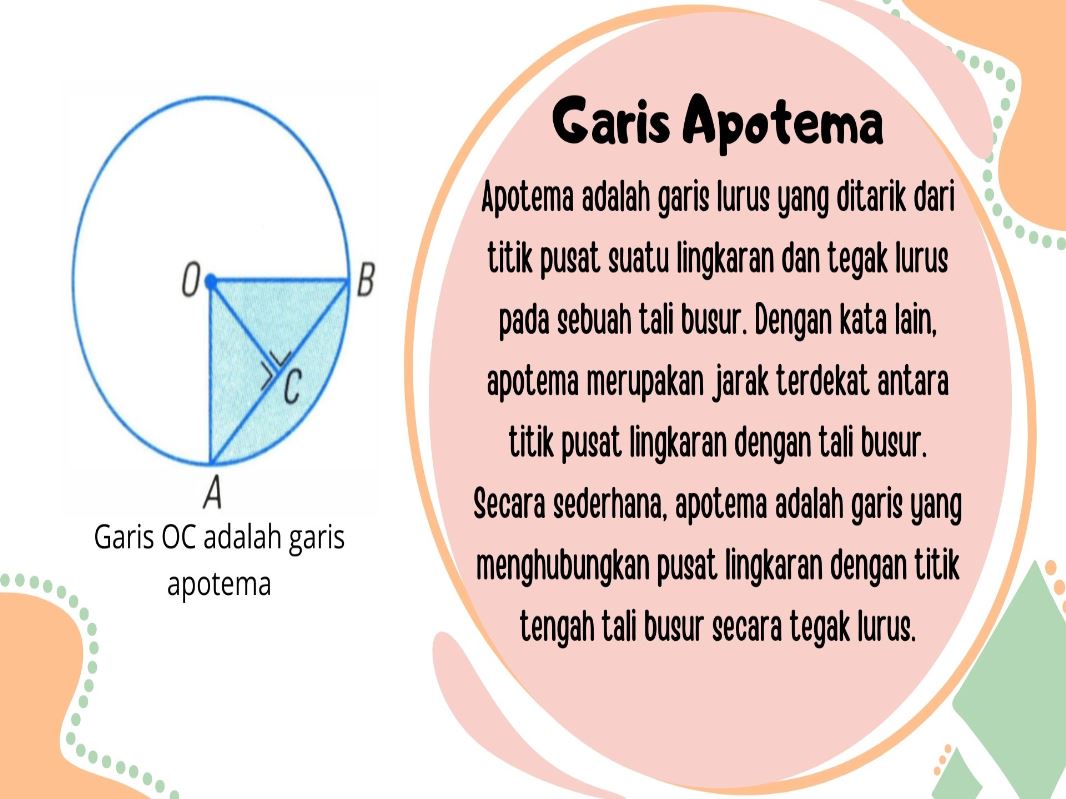 O
B
C
A
Garis OC adalah garis
apotema
Garis Apotema
Apotema adalah garis lurus yang ditarik dari
titik pusat suatu lingkaran dan tegak lurus
pada sebuah tali busur. Dengan kata lain,
apotema merupakan jarak terdekat antara
titik pusat lingkaran dengan tali busur.
Secara sederhana, apotema adalah garis yang
menghubungkan pusat lingkaran dengan titik
tengah tali busur secara tegak lurus.